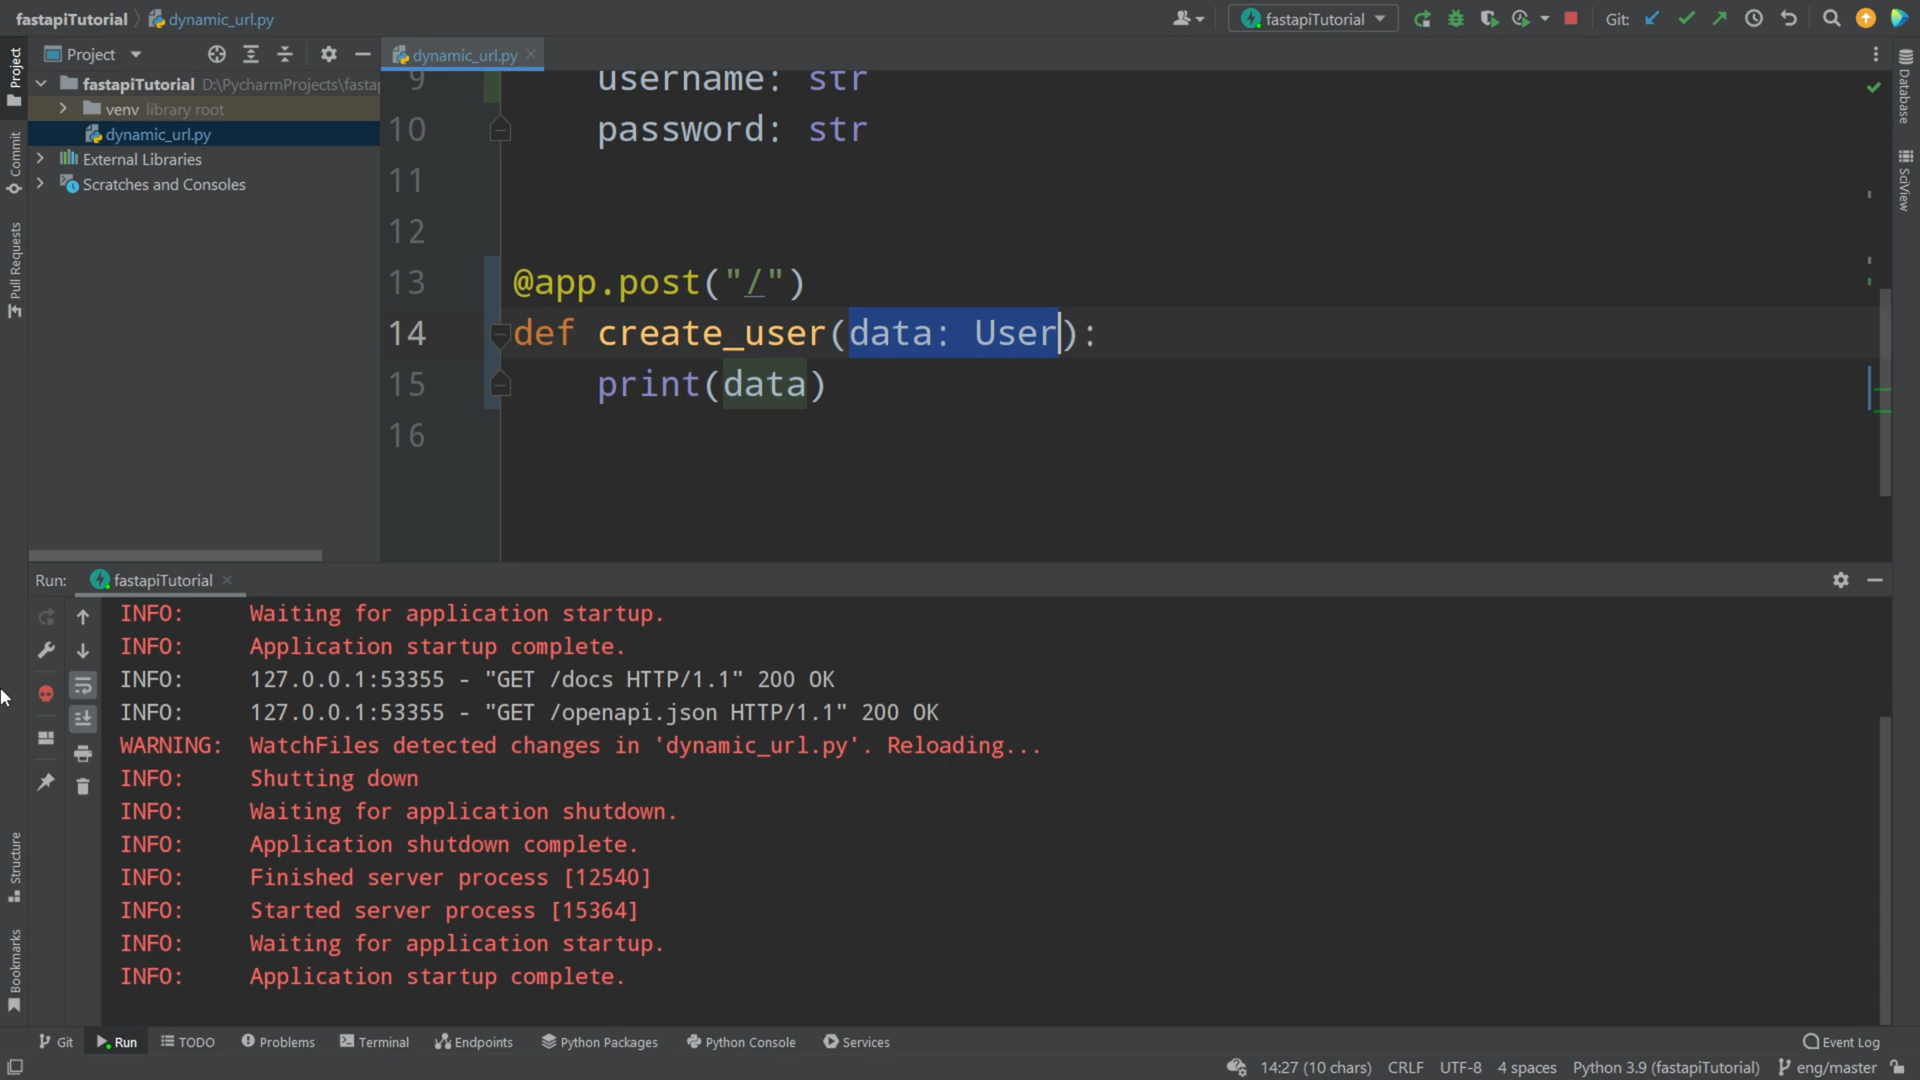 fastapiTutorial dynamic_url.py
fastapiTutorial
Git:
Project
dynamic_url.py
fastapiTutorial D:\PycharmProjects\fastap
venv library root
dynamic_url.py
External Libraries
Scratches and Consoles
Project
Commit
Pull Requests
Structure
Bookmarks
Database
SciView
9 username: str
10 password: str
11
12
13 @app.post("/")
14 def create_user(data: User):
15 print(data)
16
Run: fastapiTutorial
INFO: Waiting for application startup.
INFO: Application startup complete.
INFO: 127.0.0.1:53355 - "GET /docs HTTP/1.1" 200 OK
INFO: 127.0.0.1:53355 - "GET /openapi.json HTTP/1.1" 200 OK
WARNING: WatchFiles detected changes in 'dynamic_url.py'. Reloading...
INFO: Shutting down
INFO: Waiting for application shutdown.
INFO: Application shutdown complete.
INFO: Finished server process [12540]
INFO: Started server process [15364]
INFO: Waiting for application startup.
INFO: Application startup complete.
Git Run TODO Problems Terminal Endpoints Python Packages Python Console Services Event Log
14:27 (10 chars) CRLF UTF-8 4 spaces Python 3.9 (fastapiTutorial) eng/master